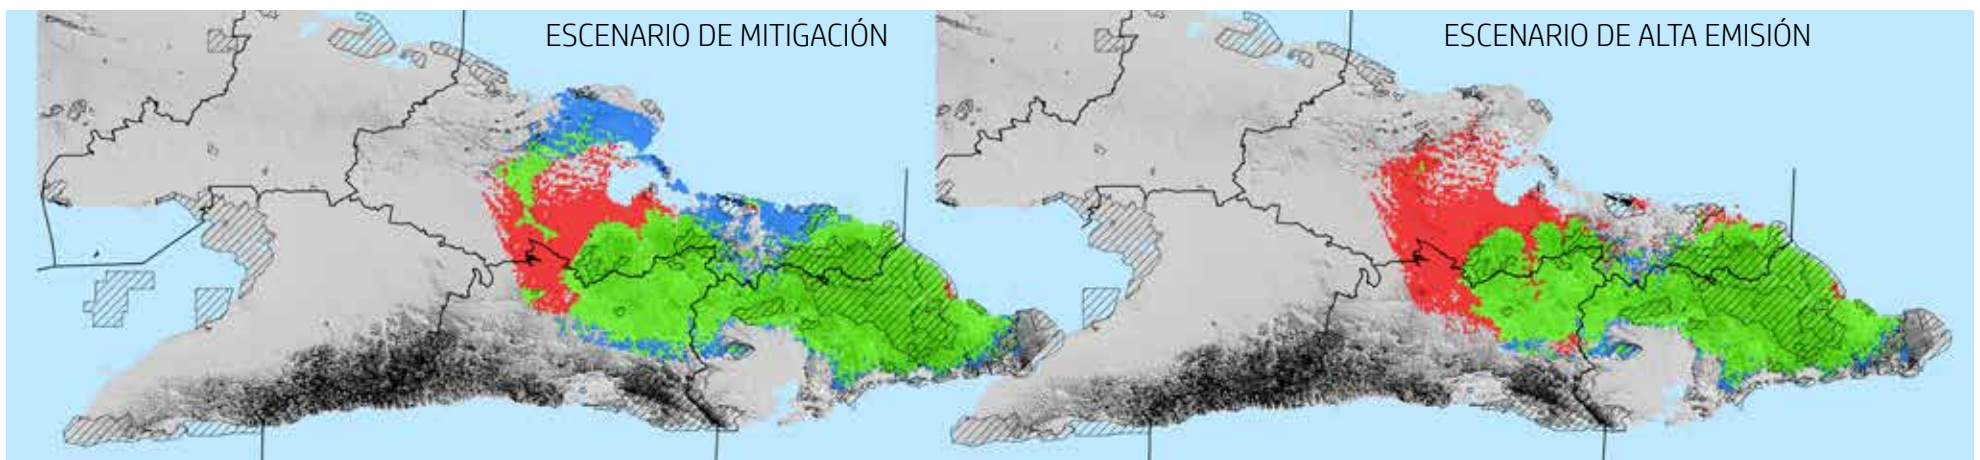 ESCENARIO DE MITIGACIÓN
ESCENARIO DE ALTA EMISIÓN